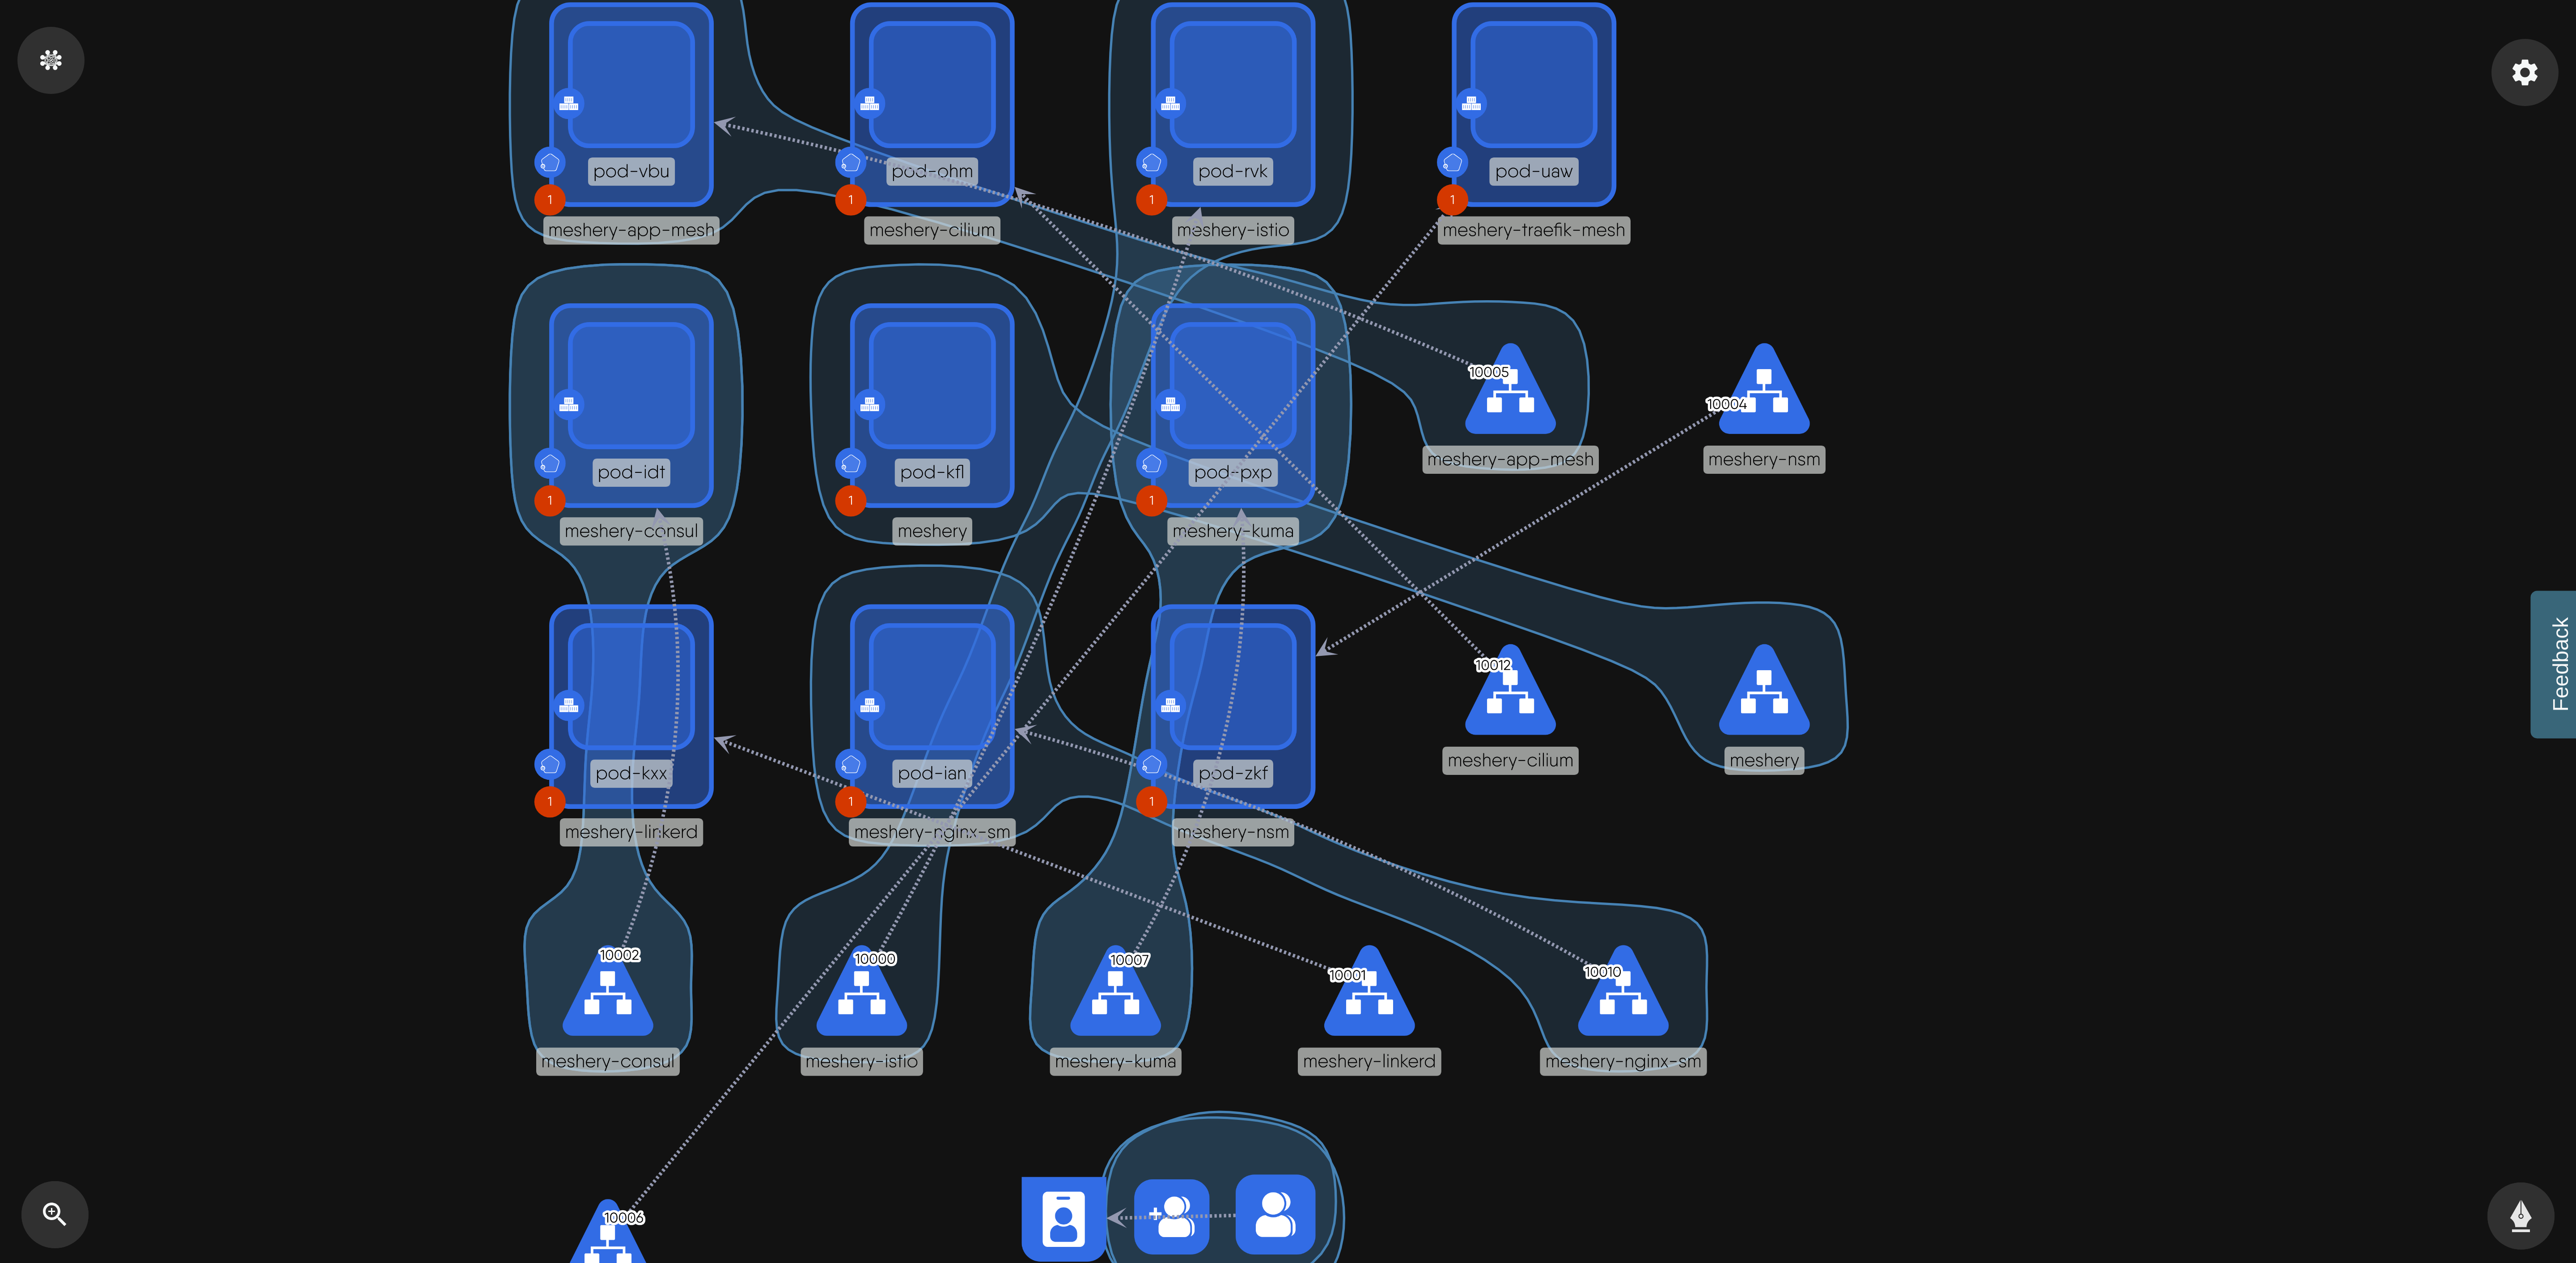 pod-vbu
pod-ohm
pod-rvk
pod-uaw
1
1
1
1
meshery-app-mesh
meshery-cilium
meshery-istio
meshery-traefik-mesh
10005
10004
meshery-app-mesh
meshery-nsm
pod-idt
pod-kfl
pod-pxp
1
1
1
meshery-consul
meshery
meshery-kuma
Feedback
10012
meshery-cilium
meshery
pod-kxx
pod-ian
pod-zkf
1
1
1
meshery-linkerd
meshery-nginx-sm
meshery-nsm
10002
10000
10007
10001
10010
meshery-consul
meshery-istio
meshery-kuma
meshery-linkerd
meshery-nginx-sm
10006